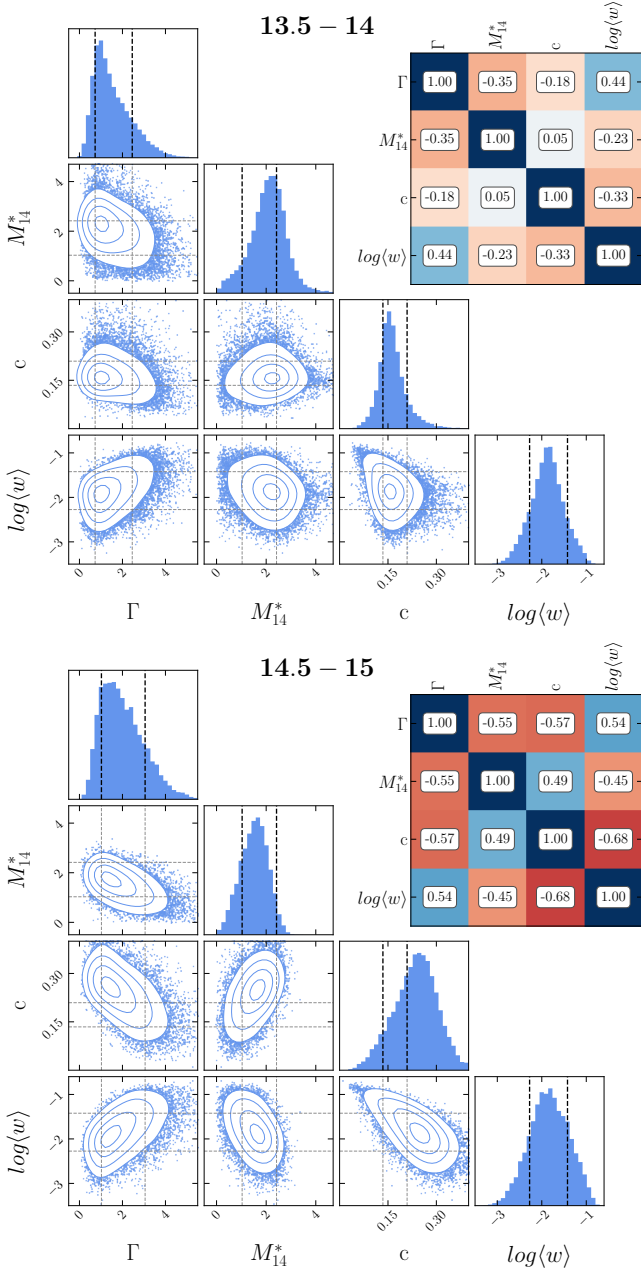 13.5 − 14
Γ
M*14
c
log⟨w⟩
Γ
1.00
-0.35
-0.18
0.44
M*14
-0.35
1.00
0.05
-0.23
c
-0.18
0.05
1.00
-0.33
log⟨w⟩
0.44
-0.23
-0.33
1.00
M*14
4
2
0
c
0.30
0.15
log⟨w⟩
−1
−2
−3
0
2
4
0
2
4
0.15
0.30
−3
−2
−1
Γ
M*14
c
log⟨w⟩
14.5 − 15
Γ
M*14
c
log⟨w⟩
Γ
1.00
-0.55
-0.57
0.54
M*14
-0.55
1.00
0.49
-0.45
c
-0.57
0.49
1.00
-0.68
log⟨w⟩
0.54
-0.45
-0.68
1.00
M*14
4
2
0
c
0.30
0.15
log⟨w⟩
−1
−2
−3
0
2
4
0
2
4
0.15
0.30
−3
−2
−1
Γ
M*14
c
log⟨w⟩